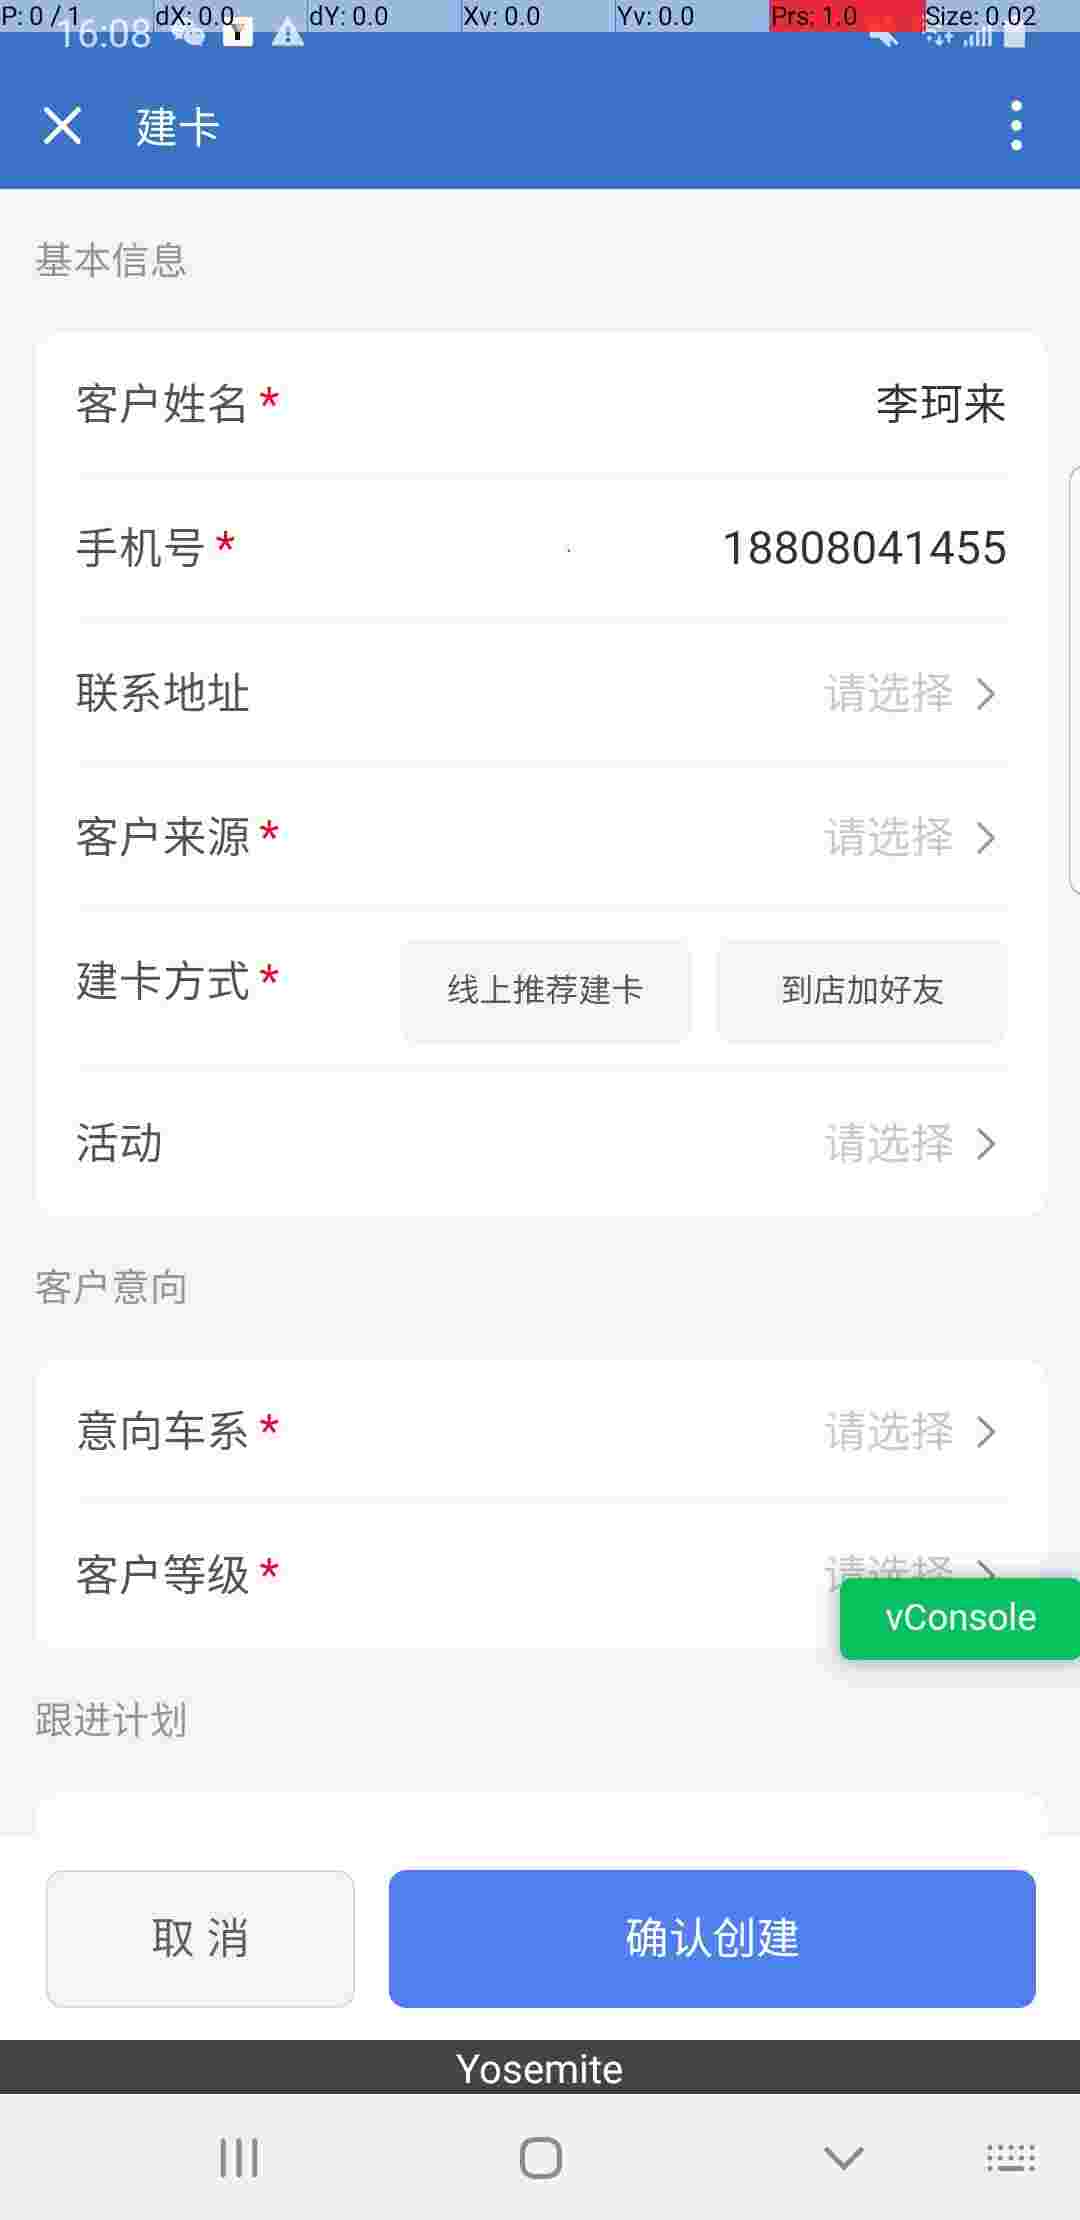 P: 0 / 1 dX: 0.0 dY: 0.0 Xv: 0.0 Yv: 0.0 Prs: 1.0 Size: 0.02
16:08
建卡
基本信息
客户姓名 * 李珂来
手机号 * 18808041455
联系地址 请选择
客户来源 * 请选择
建卡方式 * 线上推荐建卡 到店加好友
活动 请选择
客户意向
意向车系 * 请选择
客户等级 * 请选择
vConsole
跟进计划
取 消 确认创建
Yosemite